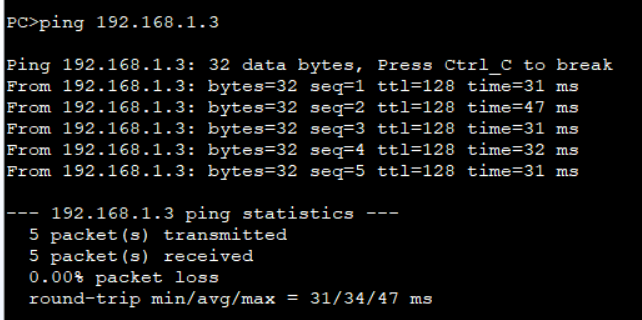 PC>ping 192.168.1.3
Ping 192.168.1.3: 32 data bytes, Press Ctrl_C to break
From 192.168.1.3: bytes=32 seq=1 ttl=128 time=31 ms
From 192.168.1.3: bytes=32 seq=2 ttl=128 time=47 ms
From 192.168.1.3: bytes=32 seq=3 ttl=128 time=31 ms
From 192.168.1.3: bytes=32 seq=4 ttl=128 time=32 ms
From 192.168.1.3: bytes=32 seq=5 ttl=128 time=31 ms
--- 192.168.1.3 ping statistics ---
5 packet(s) transmitted
5 packet(s) received
0.00% packet loss
round-trip min/avg/max = 31/34/47 ms